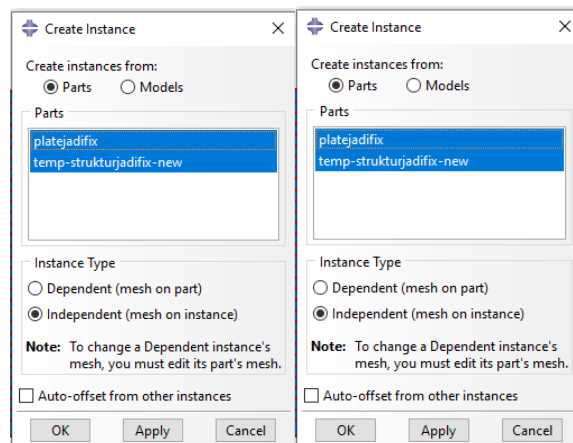 Create Instance
Create instances from:
Parts Models
Parts
platejadifix
temp-strukturjadifix-new
Instance Type
Dependent (mesh on part)
Independent (mesh on instance)
Note: To change a Dependent instance's
mesh, you must edit its part's mesh.
Auto-offset from other instances
OK Apply Cancel
Create Instance
Create instances from:
Parts Models
Parts
platejadifix
temp-strukturjadifix-new
Instance Type
Dependent (mesh on part)
Independent (mesh on instance)
Note: To change a Dependent instance's
mesh, you must edit its part's mesh.
Auto-offset from other instances
OK Apply Cancel